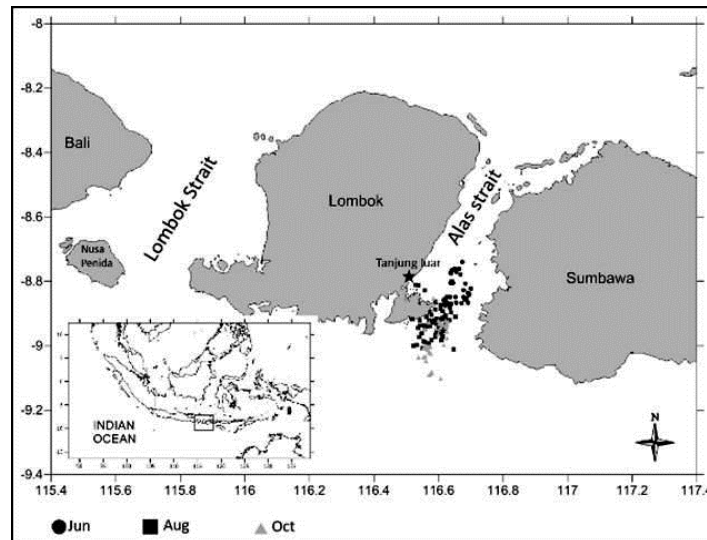 -8
-8.2
-8.4
-8.6
-8.8
-9
-9.2
-9.4
Bali
Lombok Strait
Lombok
Alas strait
Nusa
Penida
Tanjung luar
Sumbawa
INDIAN
OCEAN
N
115.4 115.6 115.8 116 116.2 116.4 116.6 116.8 117 117.2 117.4
Jun Aug Oct